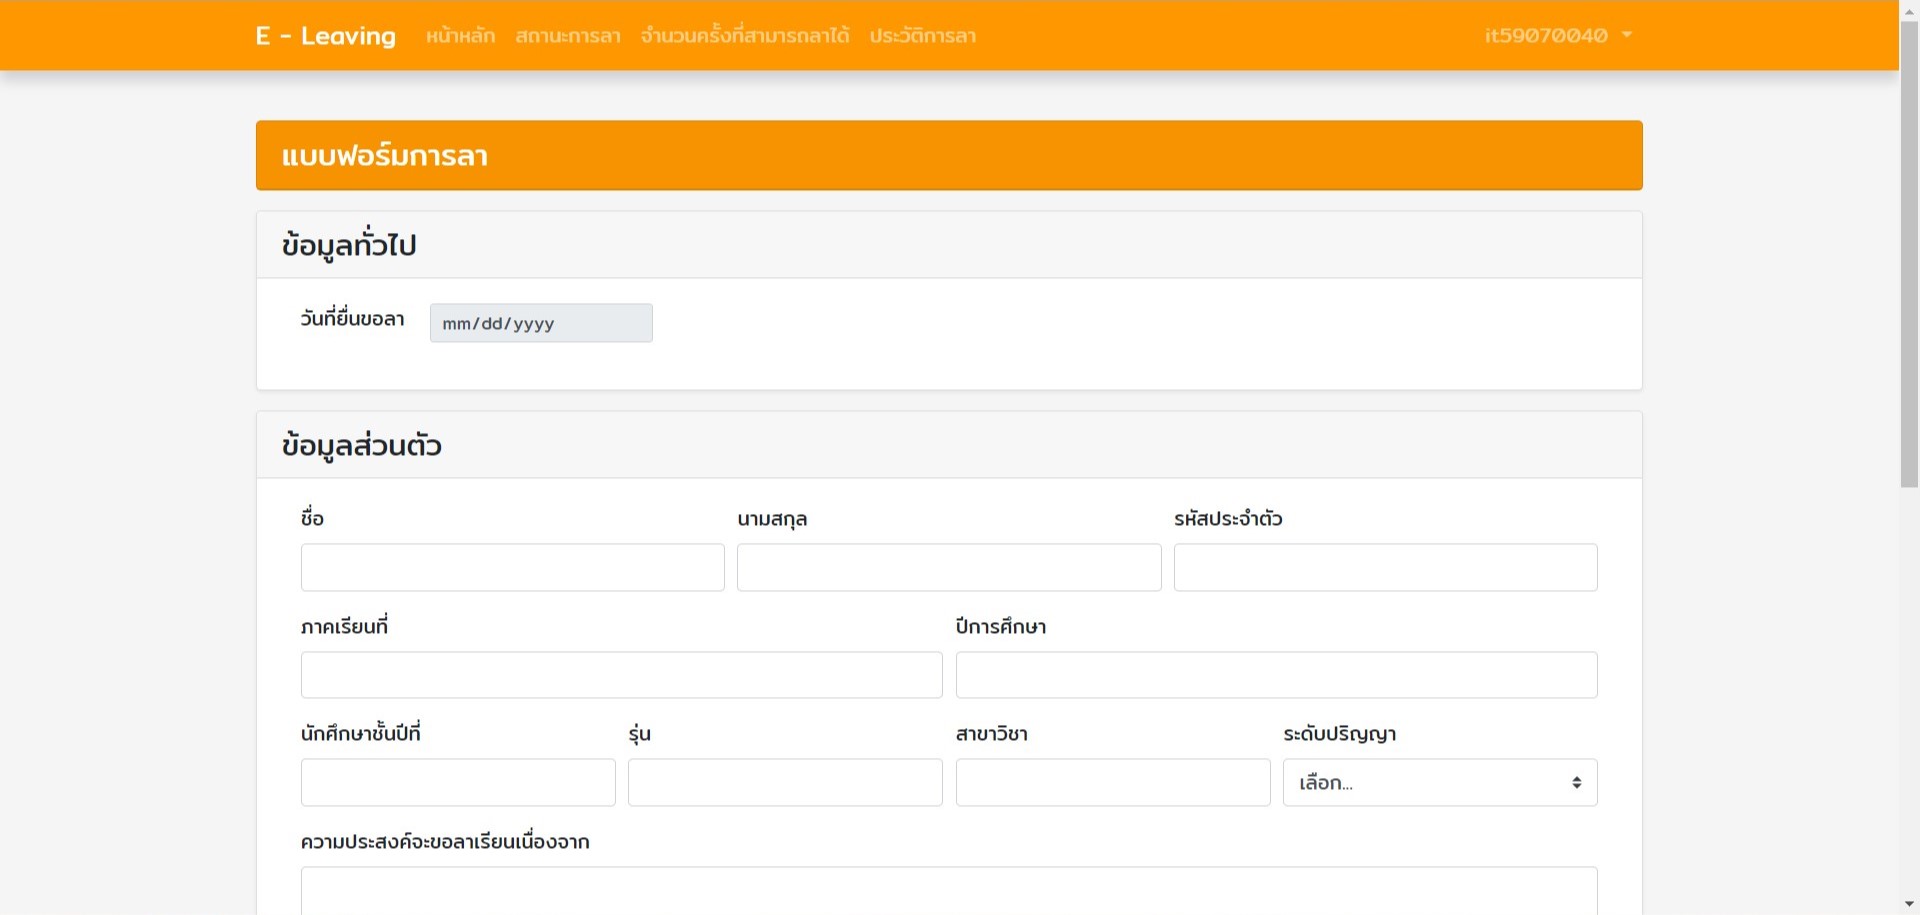 E - Leaving หน้าหลัก สถานะการลา จำนวนครั้งที่สามารถลาได้ ประวัติการลา it59070040
แบบฟอร์มการลา
ข้อมูลทั่วไป
วันที่ยื่นขอลา mm/dd/yyyy
ข้อมูลส่วนตัว
ชื่อ นามสกุล รหัสประจำตัว
ภาคเรียนที่ ปีการศึกษา
นักศึกษาชั้นปีที่ รุ่น สาขาวิชา ระดับปริญญา
เลือก...
ความประสงค์จะขอลาเรียนเนื่องจาก